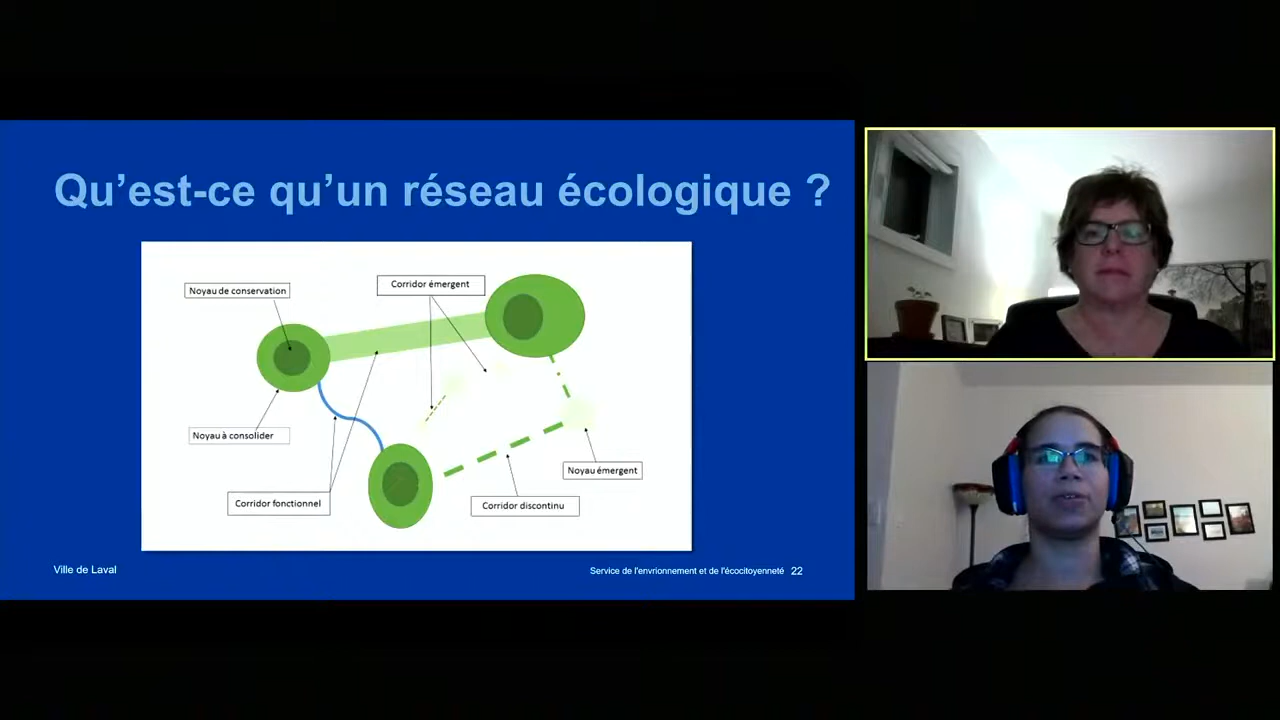 Qu’est-ce qu’un réseau écologique ?
Noyau de conservation
Corridor émergent
Noyau à consolider
Corridor fonctionnel
Noyau émergent
Corridor discontinu
Ville de Laval
Service de l'envrionnement et de l'écocitoyenneté 22